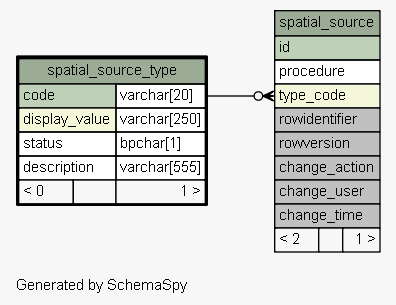 spatial_source
id
procedure
type_code
rowidentifier
rowversion
change_action
change_user
change_time
< 2 1 >
spatial_source_type
code varchar[20]
display_value varchar[250]
status bpchar[1]
description varchar[555]
< 0 1 >
Generated by SchemaSpy